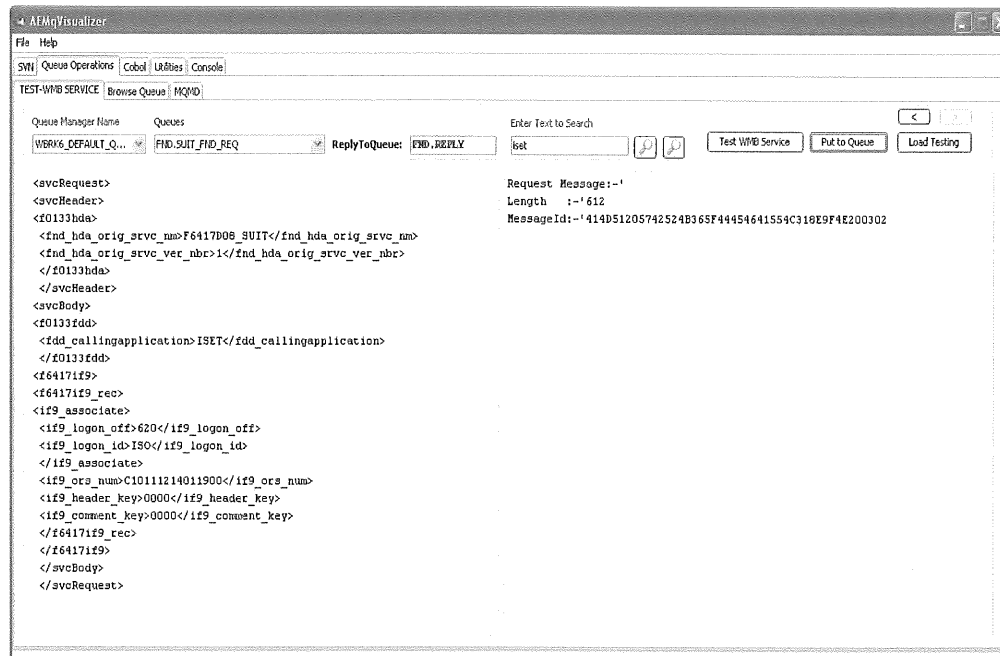 AEMqVisualizer
File Help
SVN Queue Operations Cobol Utilities Console
TEST-WMB SERVICE Browse Queue MQMD
Queue Manager Name Queues Enter Text to Search < >
WBRK6_DEFAULT_Q... FND.SUIT_FND_REQ ReplyToQueue: FND.REPLY iset Test WMB Service Put to Queue Load Testing
<svcRequest>
<svcHeader>
<f0133hda>
<fnd_hda_orig_srvc_nm>F6417D08_SUIT</fnd_hda_orig_srvc_nm>
<fnd_hda_orig_srvc_ver_nbr>1</fnd_hda_orig_srvc_ver_nbr>
</f0133hda>
</svcHeader>
<svcBody>
<f0133fdd>
<fdd_callingapplication>ISET</fdd_callingapplication>
</f0133fdd>
<f6417if9>
<f6417if9_rec>
<if9_associate>
<if9_logon_off>620</if9_logon_off>
<if9_logon_id>ISO</if9_logon_id>
</if9_associate>
<if9_ors_num>C10111214011900</if9_ors_num>
<if9_header_key>0000</if9_header_key>
<if9_comment_key>0000</if9_comment_key>
</f6417if9_rec>
</f6417if9>
</svcBody>
</svcRequest>
Request Message:-'
Length :-'612
MessageId:-'414D51205742524B365F44454641554C318E9F4E200302